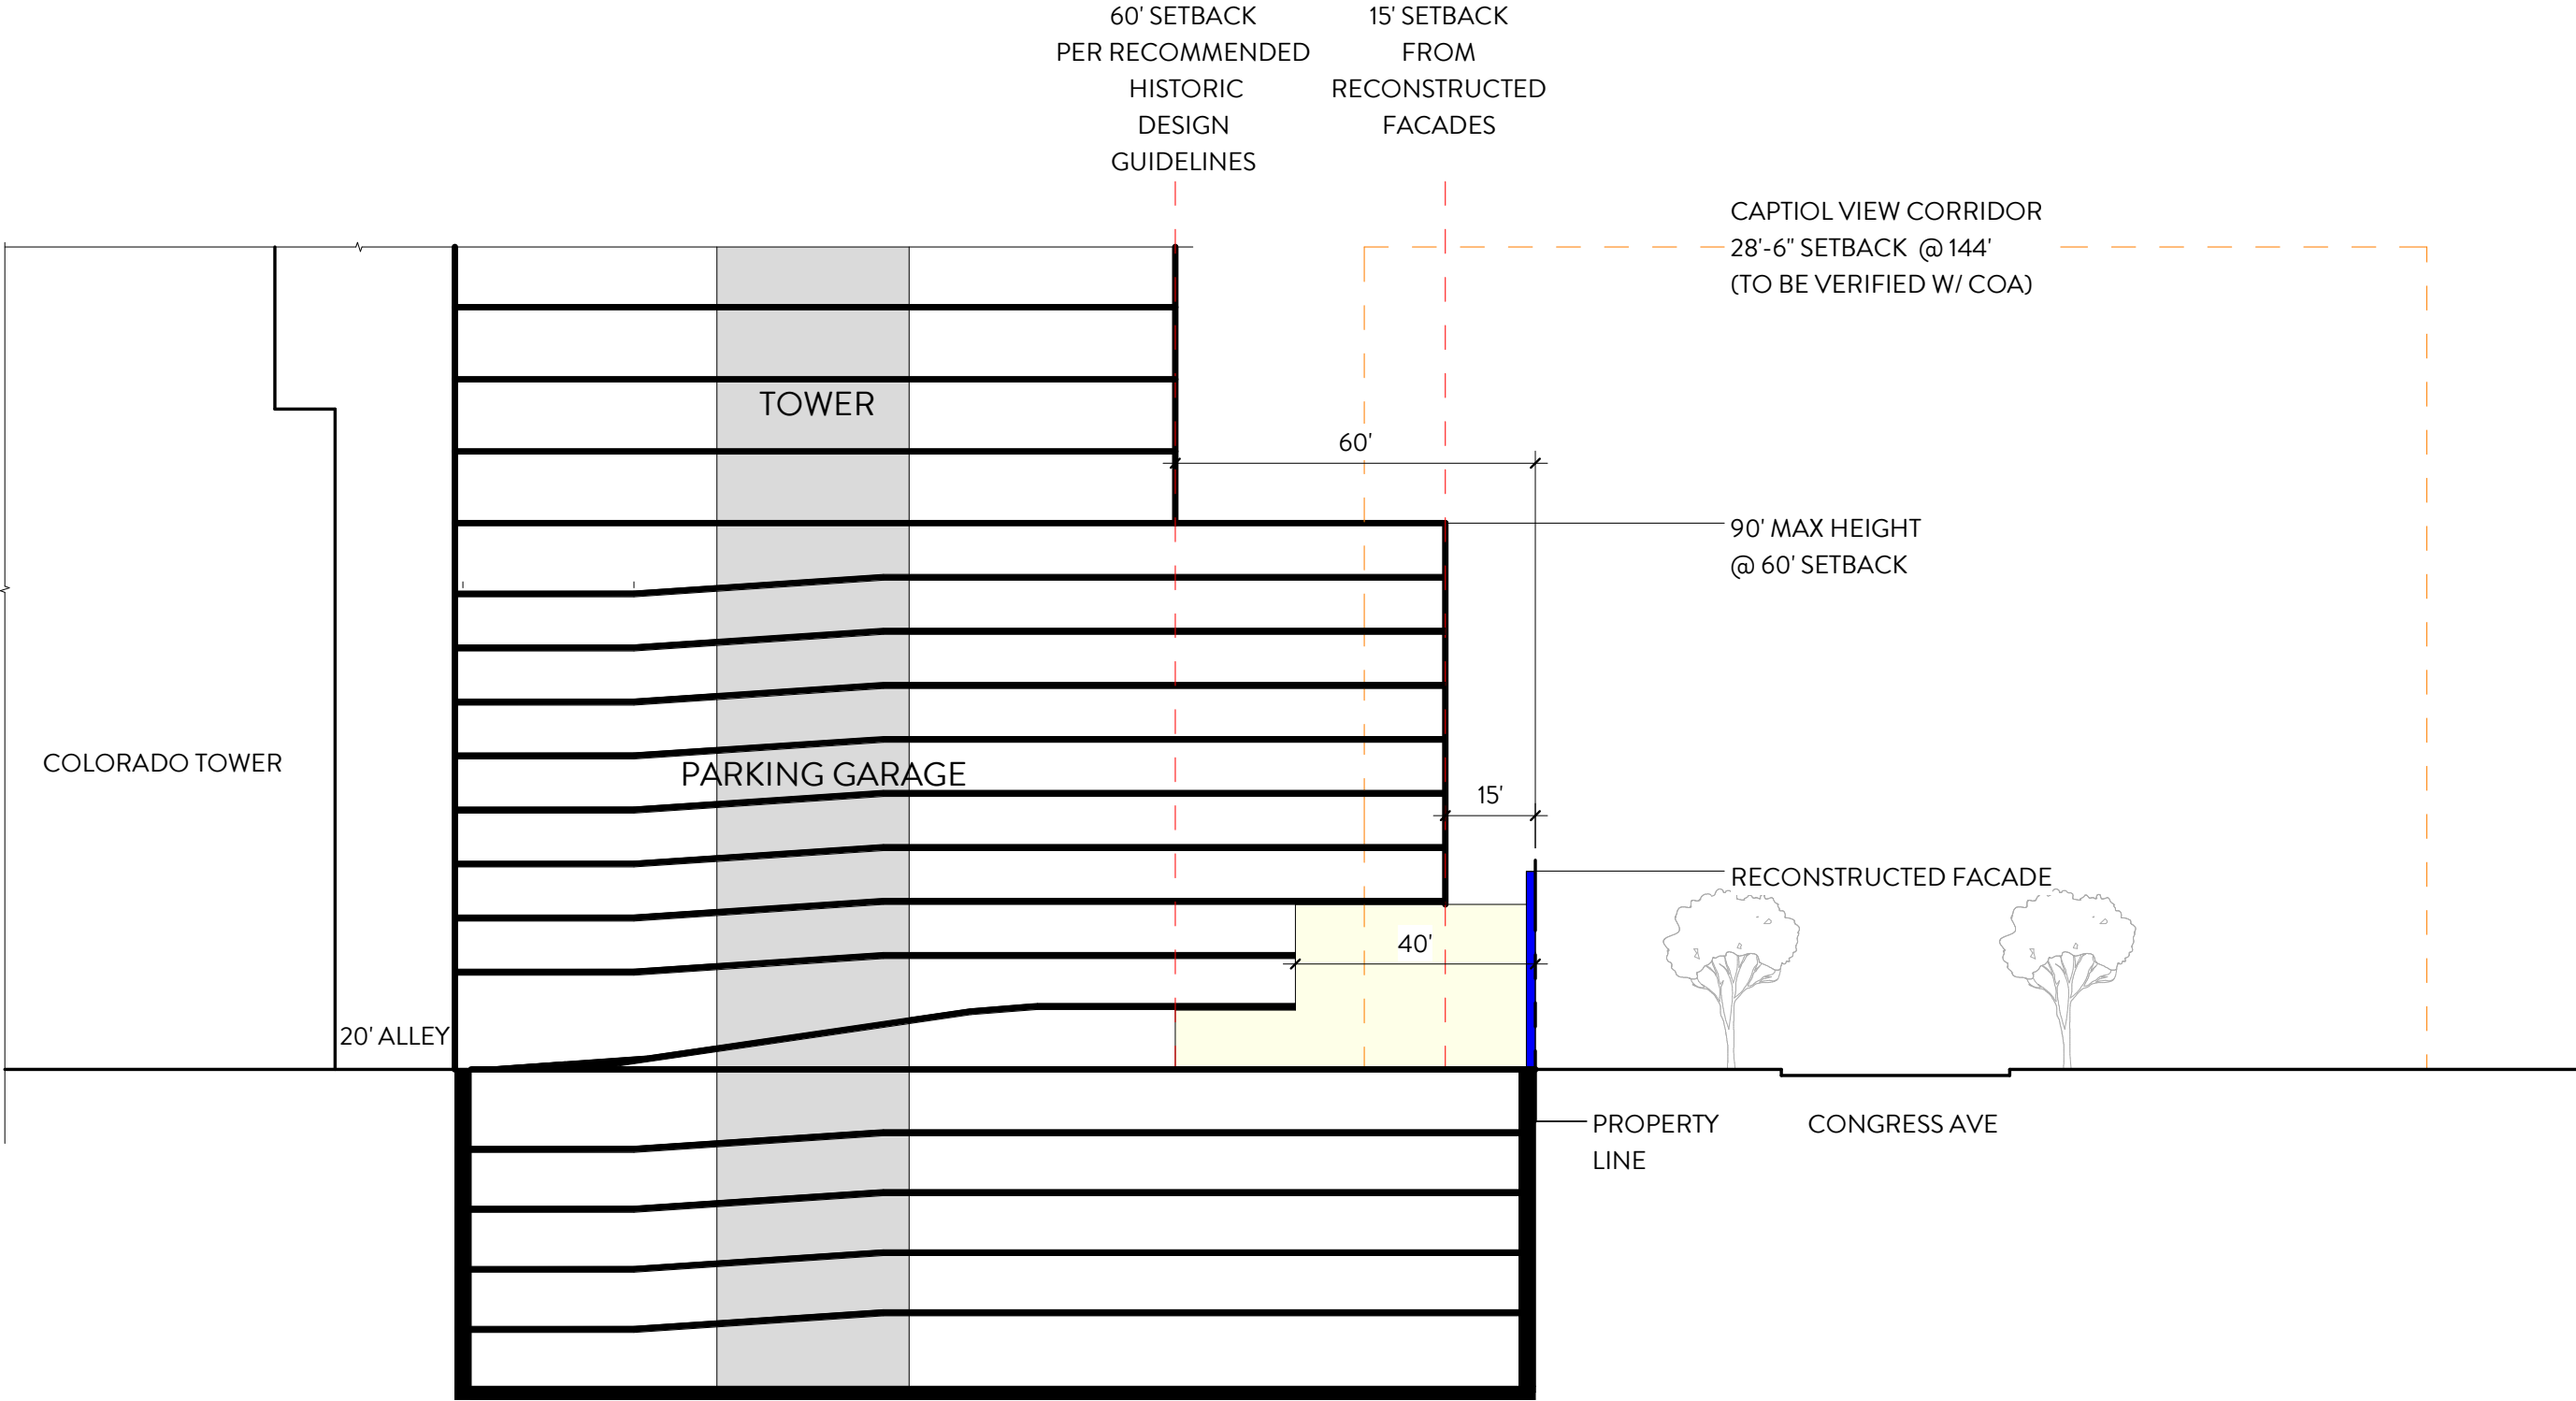 60' SETBACK
PER RECOMMENDED
HISTORIC
DESIGN
GUIDELINES
15' SETBACK
FROM
RECONSTRUCTED
FACADES
CAPTIOL VIEW CORRIDOR
28'-6" SETBACK @ 144'
(TO BE VERIFIED W/ COA)
TOWER
60'
90' MAX HEIGHT
@ 60' SETBACK
COLORADO TOWER
PARKING GARAGE
15'
RECONSTRUCTED FACADE
40'
20' ALLEY
PROPERTY
LINE
CONGRESS AVE